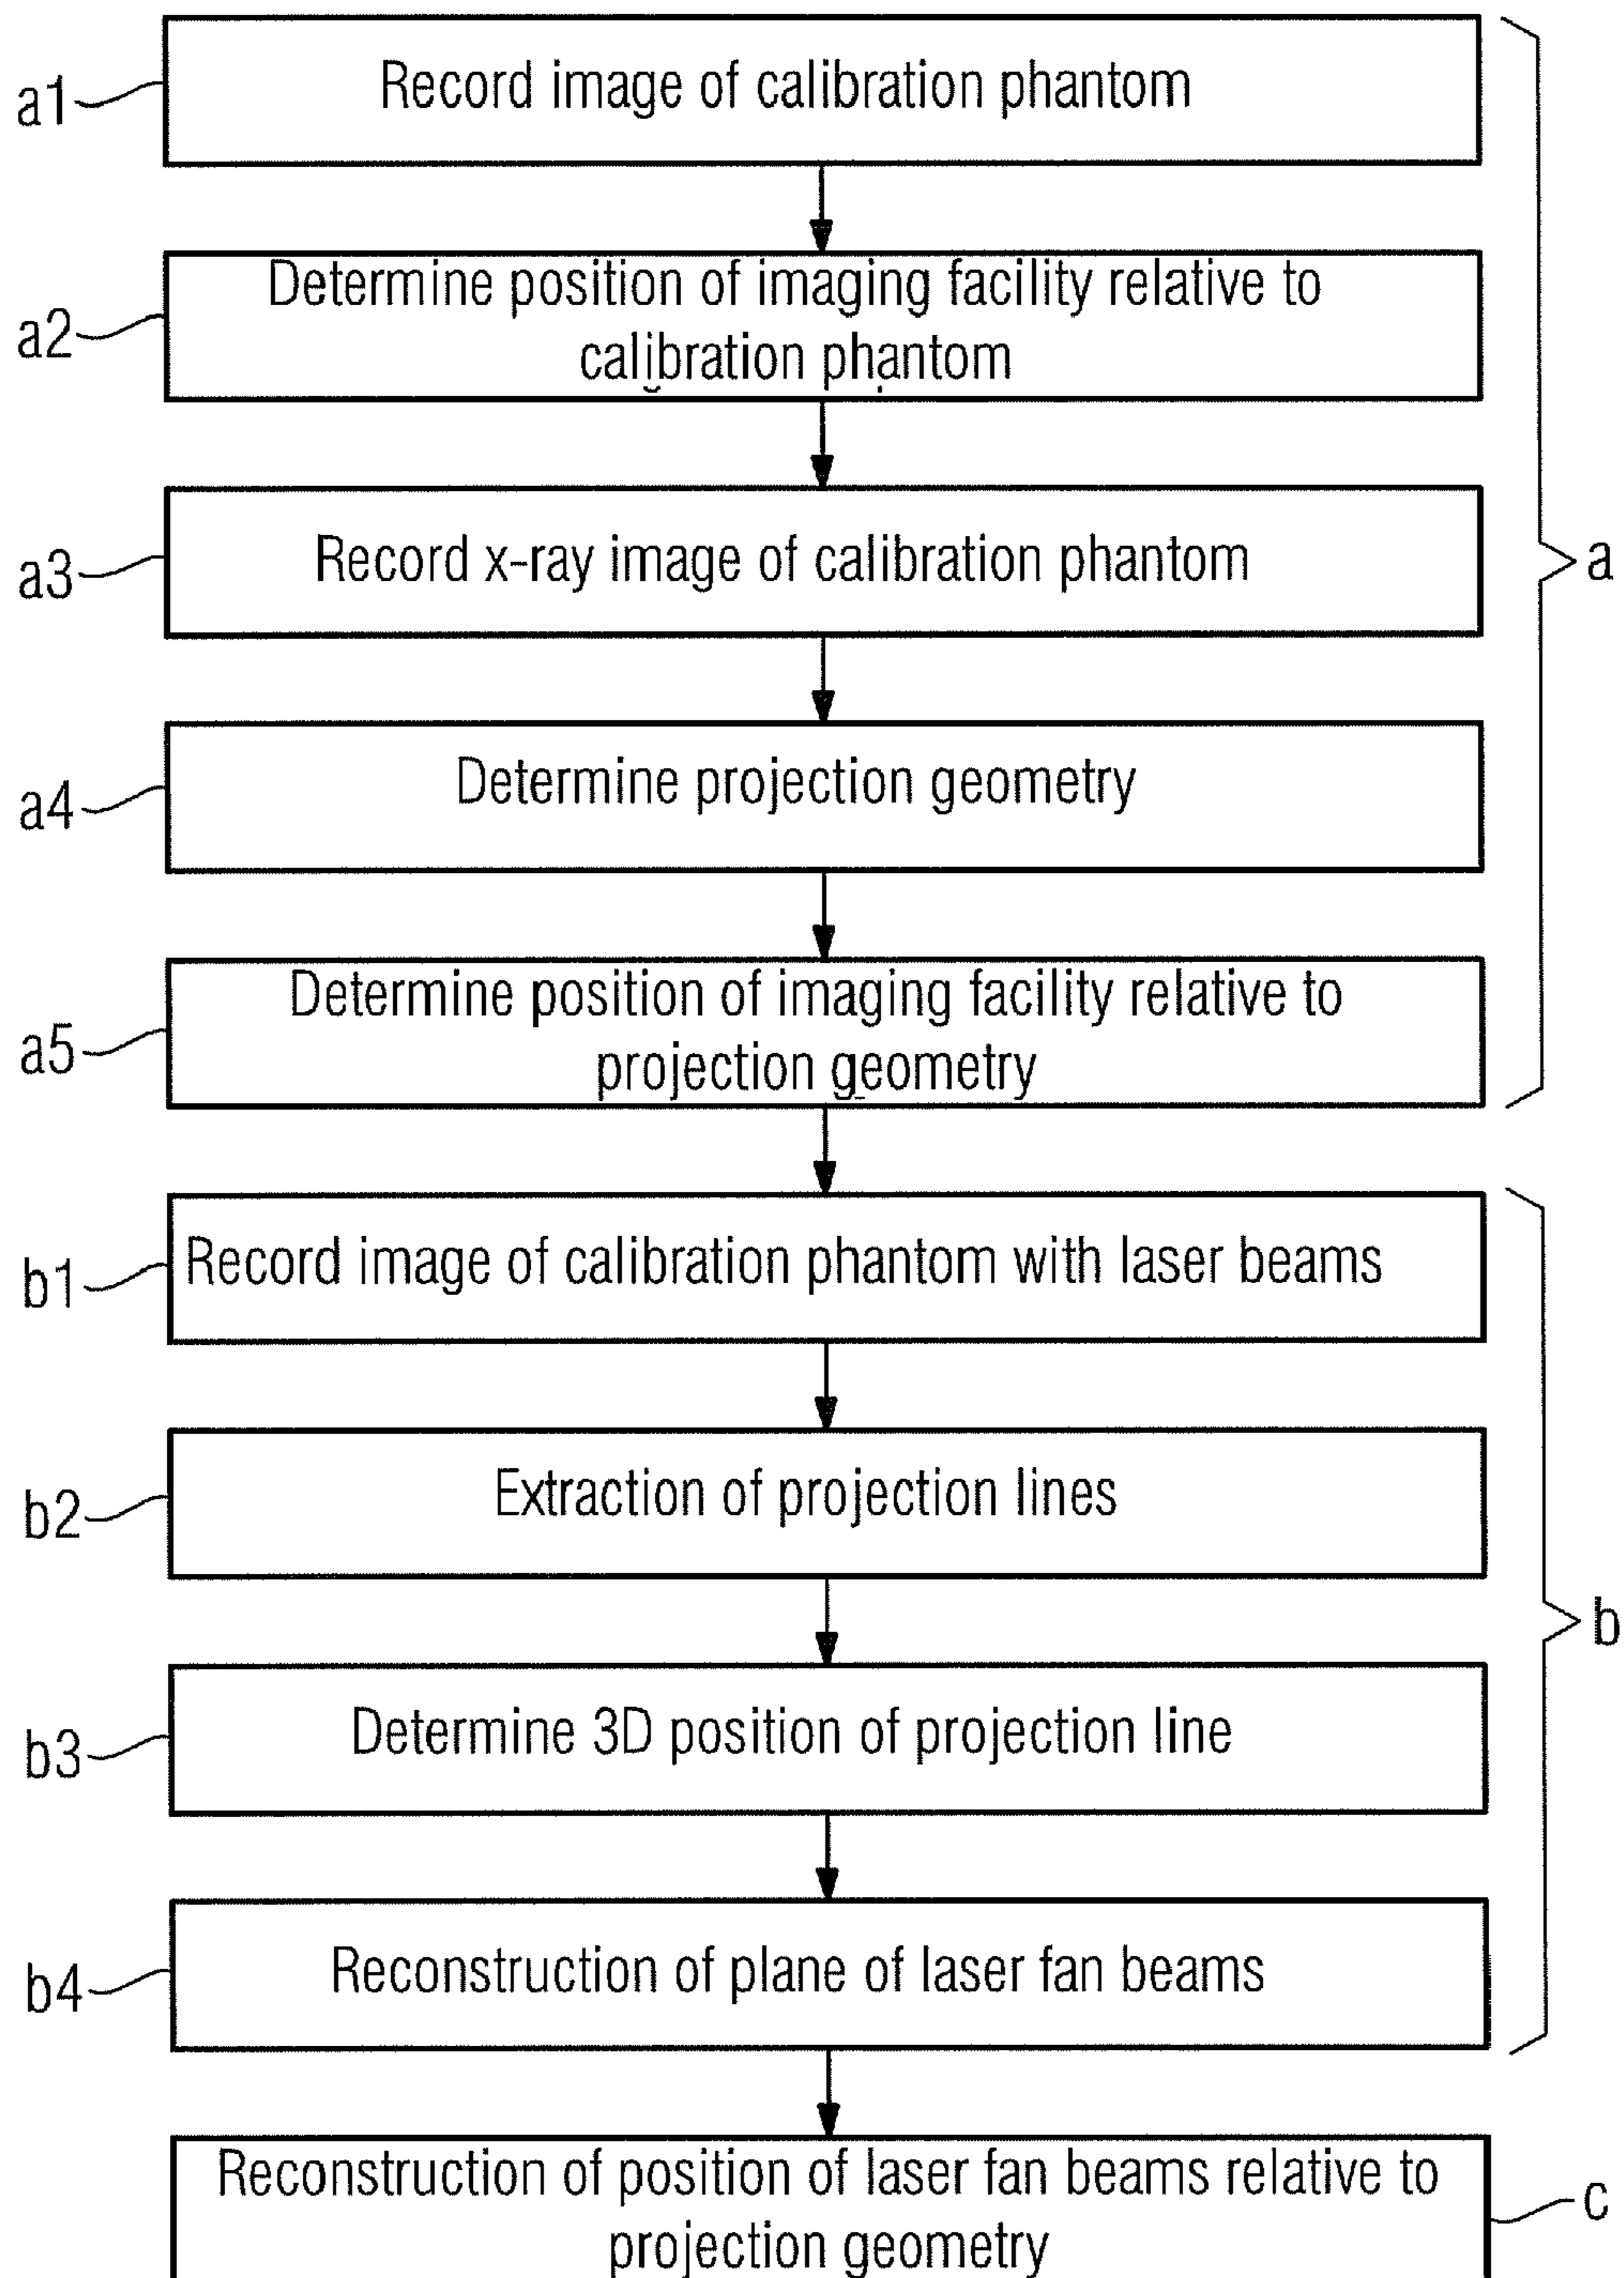 a1
Record image of calibration phantom
a2
Determine position of imaging facility relative to
calibration phantom
a3
Record x-ray image of calibration phantom
a
a4
Determine projection geometry
a5
Determine position of imaging facility relative to
projection geometry
b1
Record image of calibration phantom with laser beams
b2
Extraction of projection lines
b
b3
Determine 3D position of projection line
b4
Reconstruction of plane of laser fan beams
Reconstruction of position of laser fan beams relative to
projection geometry
c